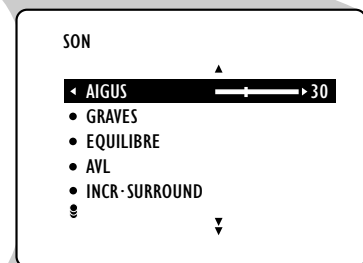 SON
AIGUS 30
• GRAVES
• EQUILIBRE
• AVL
• INCR·SURROUND